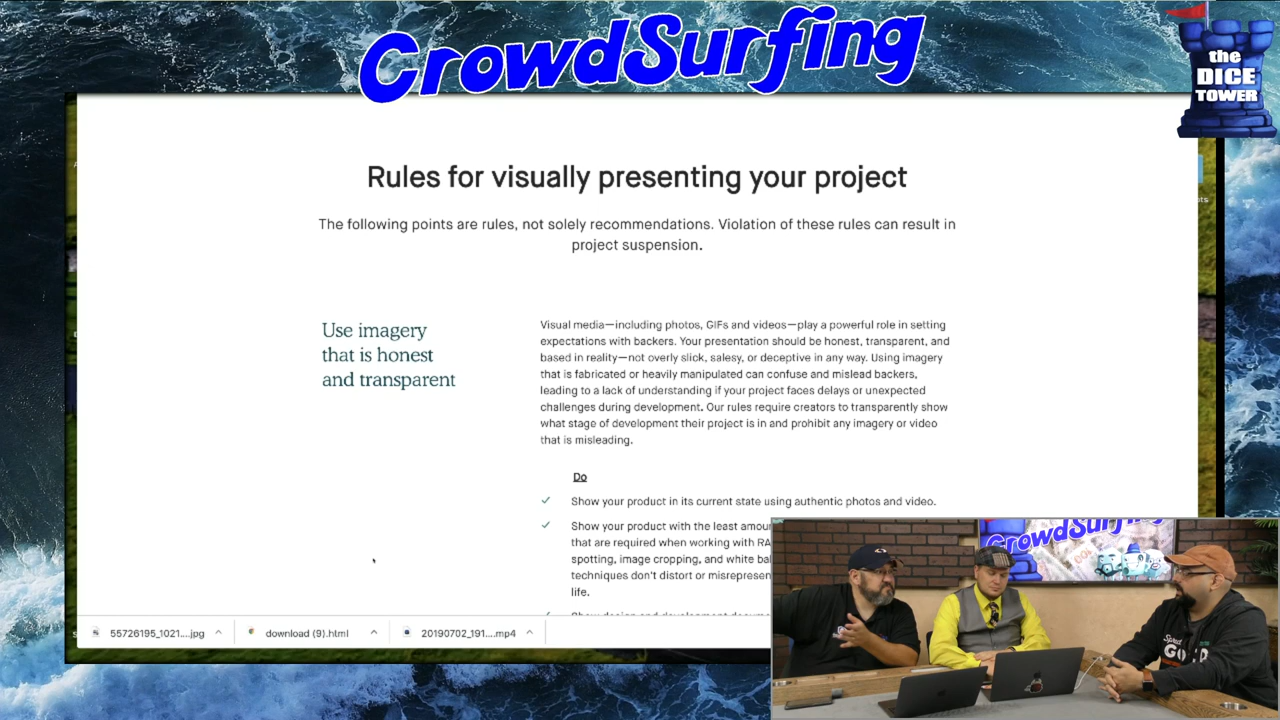 CrowdSurfing
the
DICE
TOWER
Rules for visually presenting your project
The following points are rules, not solely recommendations. Violation of these rules can result in
project suspension.
Use imagery
that is honest
and transparent
Visual media—including photos, GIFs and videos—play a powerful role in setting
expectations with backers. Your presentation should be honest, transparent, and
based in reality—not overly slick, salesy, or deceptive in any way. Using imagery
that is fabricated or heavily manipulated can confuse and mislead backers,
leading to a lack of understanding if your project faces delays or unexpected
challenges during development. Our rules require creators to transparently show
what stage of development their project is in and prohibit any imagery or video
that is misleading.
Do
Show your product in its current state using authentic photos and video.
Show your product with the least amou
that are required when working with RA
spotting, image cropping, and white bal
techniques don't distort or misrepresen
life.
55726195_1021....jpg
download (9).html
20190702_191....mp4
CrowdSurfing